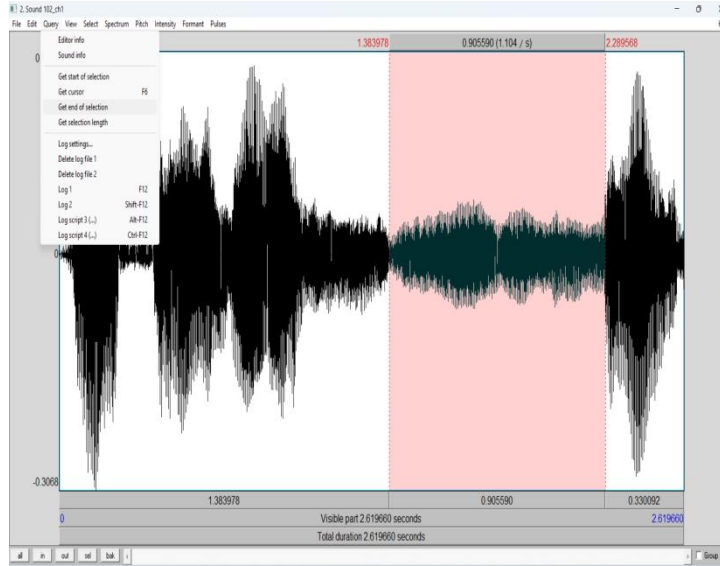 2. Sound 102_ch1
File Edit Query View Select Spectrum Pitch Intensity Formant Pulses
Editor info
Sound info
Get start of selection
Get cursor F6
Get end of selection
Get selection length
Log settings...
Delete log file 1
Delete log file 2
Log 1 F12
Log 2 Shift-F12
Log script 3 (...) Alt-F12
Log script 4 (...) Ctrl-F12
1.383978 0.905590 (1.104 / s) 2.289568
0
-0.3068
1.383978 0.905590 0.330092
0 Visible part 2.619660 seconds 2.619660
Total duration 2.619660 seconds
all in out sel bak Group